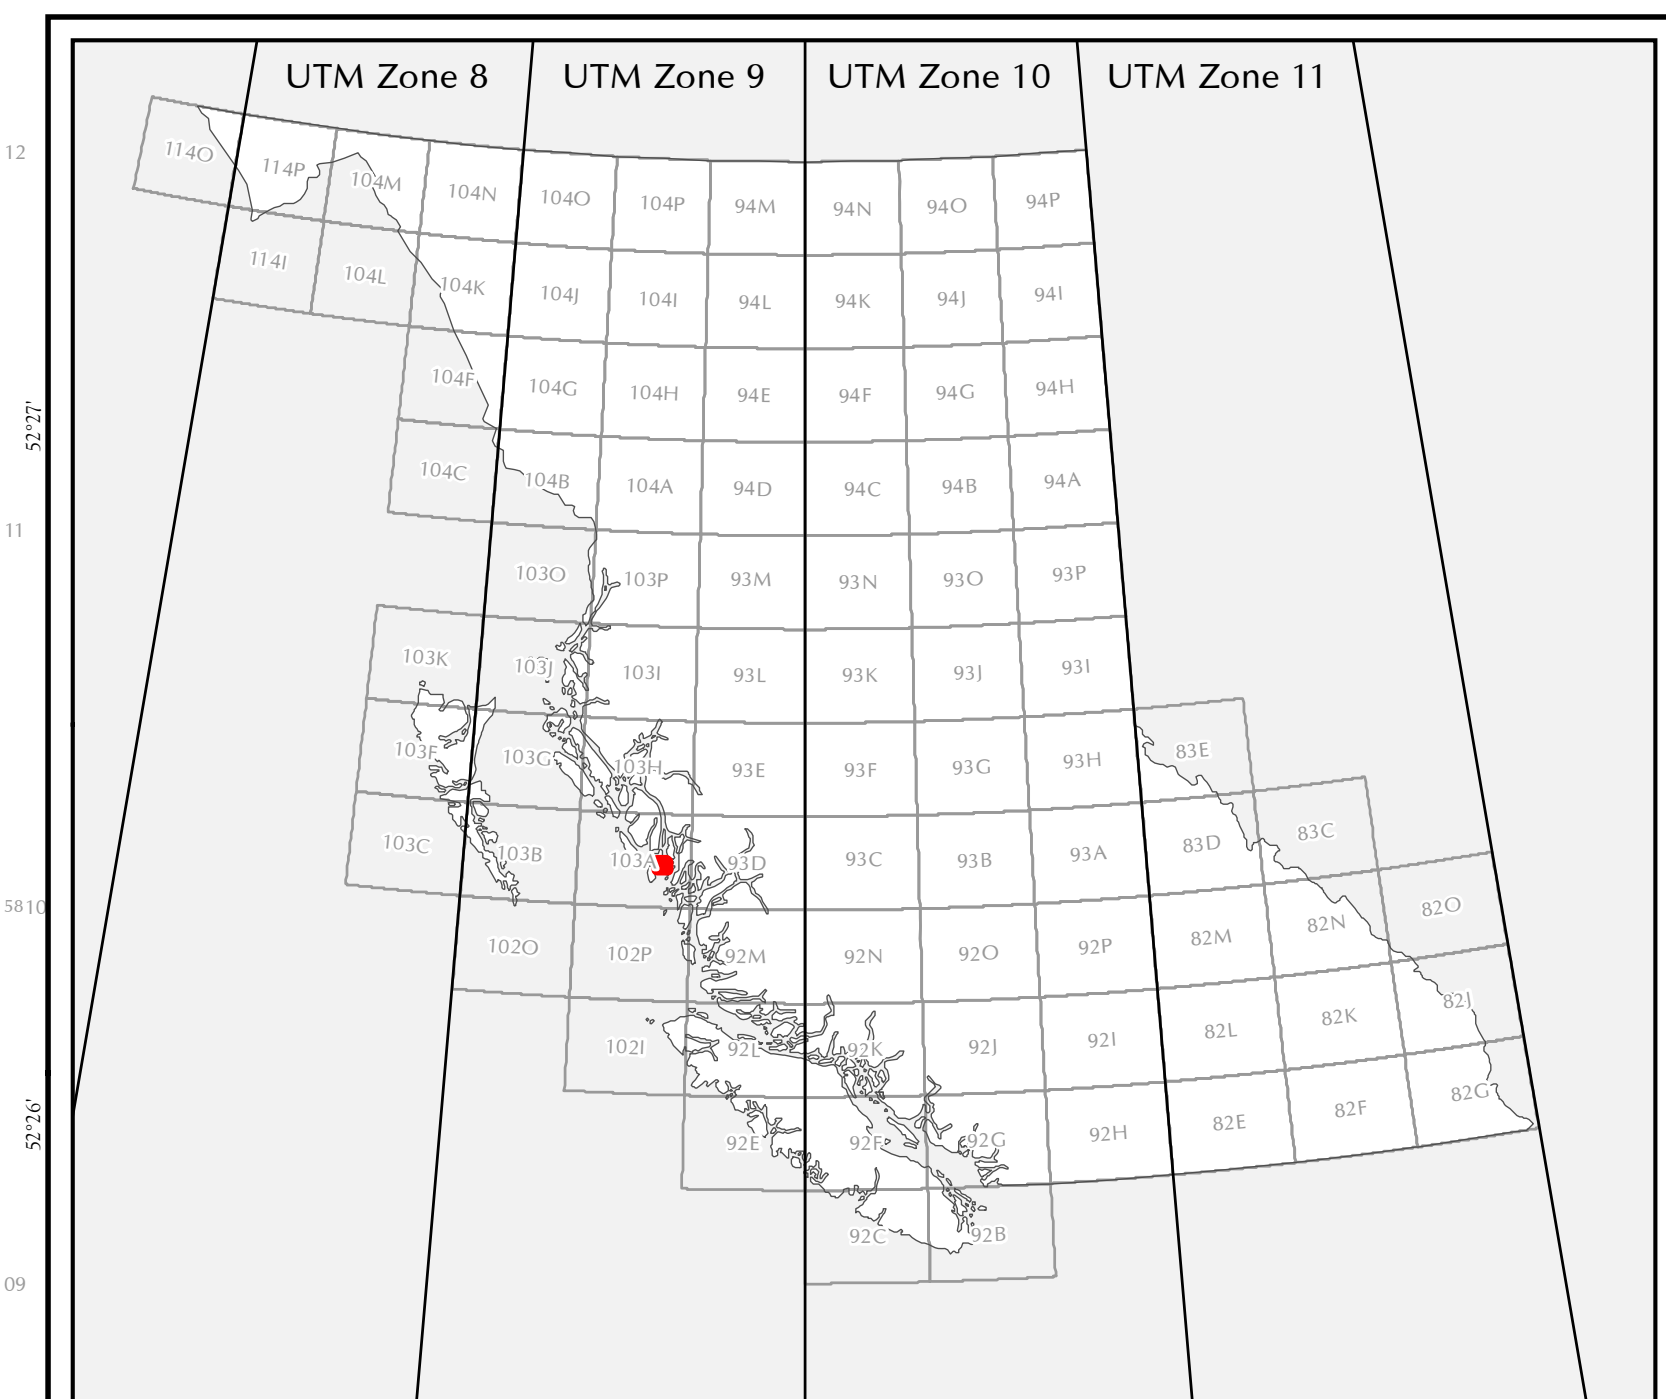 UTM Zone 8 UTM Zone 9 UTM Zone 10 UTM Zone 11
12
114O 114P 104M 104N 104O 104P 94M 94N 94O 94P
114I 104L 104K 104J 104I 94L 94K 94J 94I
104F 104G 104H 94E 94F 94G 94H
52°27'
104C 104B 104A 94D 94C 94B 94A
11
103O 103P 93M 93N 93O 93P
103K 103J 103I 93L 93K 93J 93I
103F 103G 103H 93E 93F 93G 93H 83E
103C 103B 103A 93D 93C 93B 93A 83D 83C
5810
102O 102P 92M 92N 92O 92P 82M 82N 82O
102I 92L 92K 92J 92I 82L 82K 82J
52°26'
92E 92F 92G 92H 82E 82F 82G
92C 92B
09